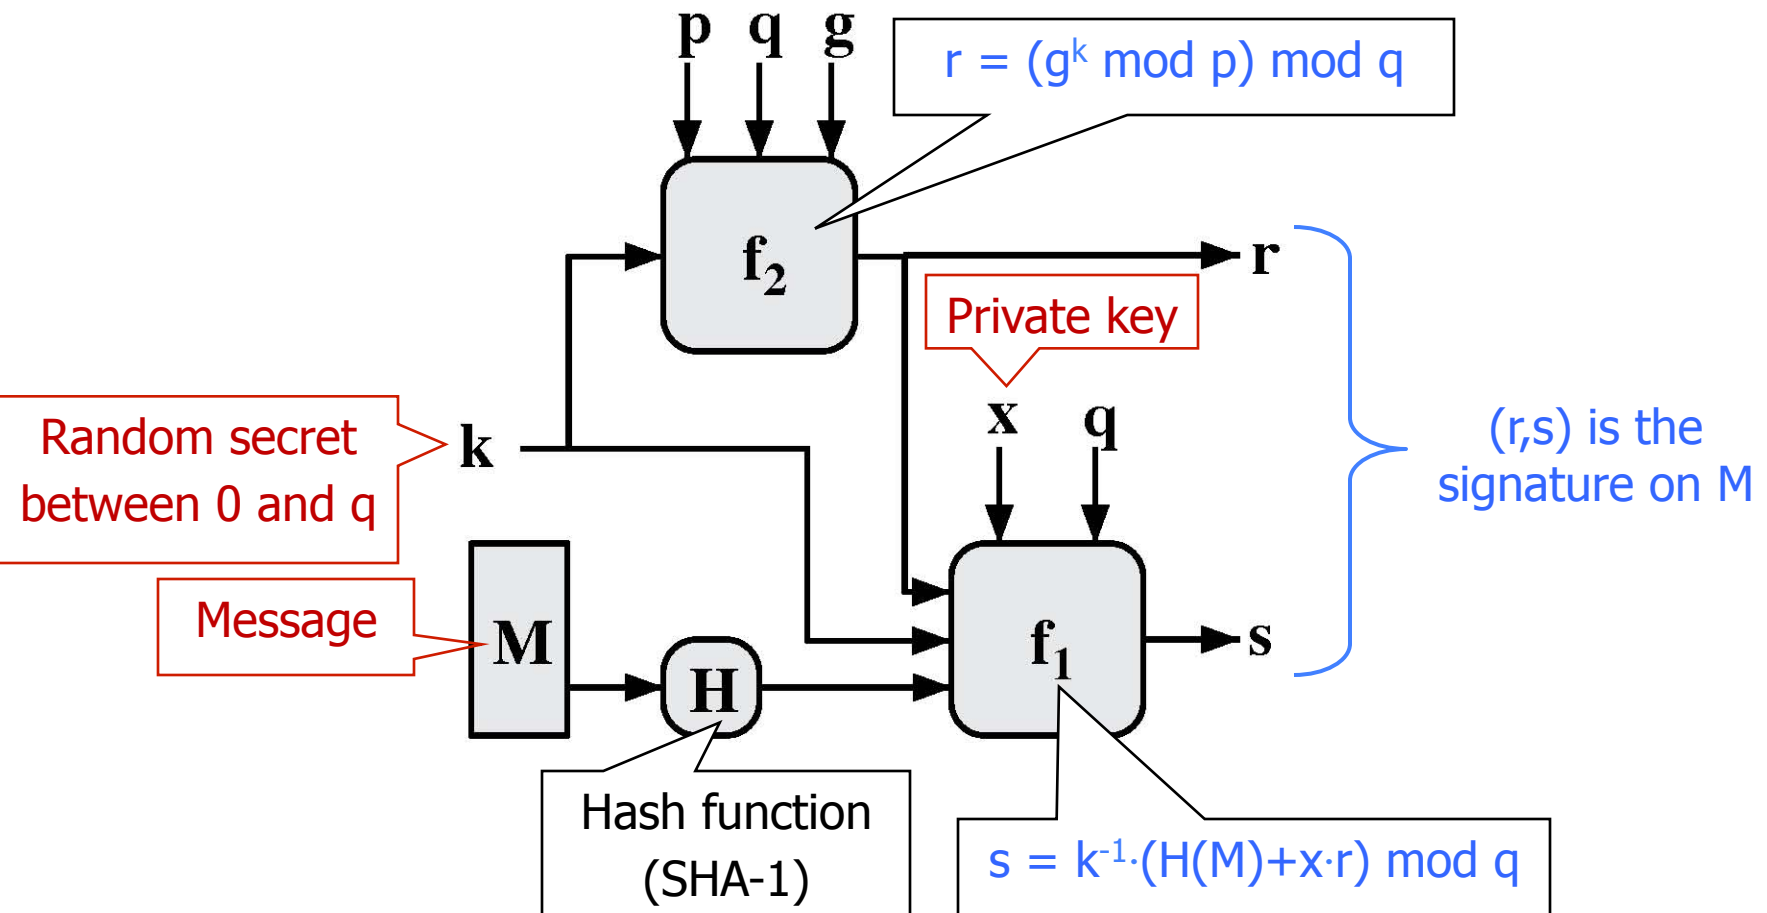 p q g
r = (g^k mod p) mod q
f₂
r
Private key
x q
Random secret
between 0 and q
k
(r,s) is the
signature on M
Message
M
H
f₁
s
Hash function
(SHA-1)
s = k⁻¹·(H(M)+x·r) mod q